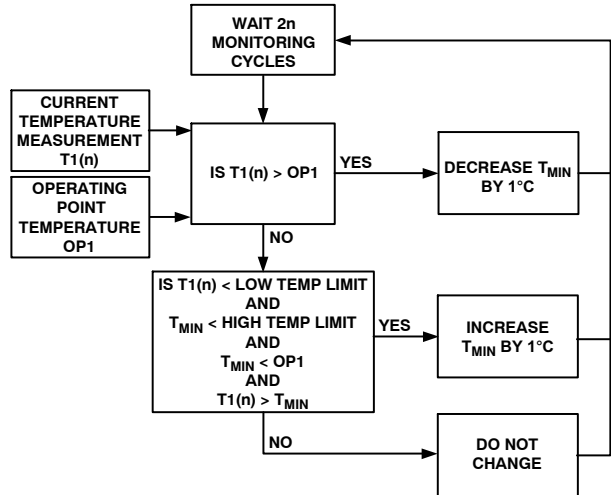 WAIT 2n
MONITORING
CYCLES
CURRENT
TEMPERATURE
MEASUREMENT
T1(n)
IS T1(n) > OP1
YES
DECREASE TMIN
BY 1°C
OPERATING
POINT
TEMPERATURE
OP1
NO
IS T1(n) < LOW TEMP LIMIT
AND
TMIN < HIGH TEMP LIMIT
AND
TMIN < OP1
AND
T1(n) > TMIN
YES
INCREASE
TMIN BY 1°C
NO
DO NOT
CHANGE